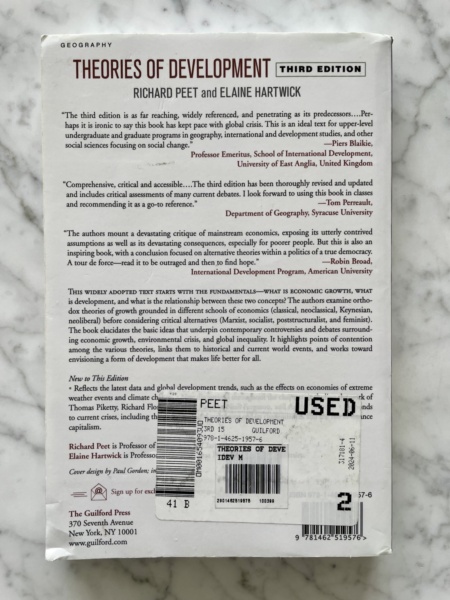 GEOGRAPHY
THEORIES OF DEVELOPMENT THIRD EDITION
RICHARD PEET and ELAINE HARTWICK
"The third edition is as far reaching, widely referenced, and penetrating as its predecessors....Per-
haps it is ironic to say this book has kept pace with global crisis. This is an ideal text for upper-level
undergraduate and graduate programs in geography, international and development studies, and other
social sciences focusing on social change."
—Piers Blaikie,
Professor Emeritus, School of International Development,
University of East Anglia, United Kingdom
"Comprehensive, critical and accessible....The third edition has been thoroughly revised and updated
and includes critical assessments of many current debates. I look forward to using this book in classes
and recommending it as a go-to reference."
—Tom Perreault,
Department of Geography, Syracuse University
"The authors mount a devastating critique of mainstream economics, exposing its utterly contrived
assumptions as well as its devastating consequences, especially for poorer people. But this is also an
inspiring book, with a conclusion focused on alternative theories within a politics of a true democracy.
A tour de force—read it to be outraged and then to find hope."
—Robin Broad,
International Development Program, American University
THIS WIDELY ADOPTED TEXT STARTS WITH THE FUNDAMENTALS—WHAT IS ECONOMIC GROWTH, WHAT
is development, and what is the relationship between these two concepts? The authors examine ortho-
dox theories of growth grounded in different schools of economics (classical, neoclassical, Keynesian,
neoliberal) before considering critical alternatives (Marxist, socialist, poststructuralist, and feminist).
The book elucidates the basic ideas that underpin contemporary controversies and debates surround-
ing economic growth, environmental crisis, and global inequality. It highlights points of contention
among the various theories, links them to historical and current world events, and works toward
envisioning a form of development that makes life better for all.
New to This Edition
• Reflects the latest data and global development trends, such as the effects on economies of extreme
weather events and climate
Thomas Piketty, Richard
to current crises, including
capitalism.
Richard Peet is Professor of
Elaine Hartwick is
Cover design by Paul Gordon;
Sign up for
The Guilford Press
370 Seventh Avenue
New York, NY 10001
www.guilford.com
PEET
USED
THEORIES OF DEVELOPMENT
3RD 15 GUILFORD
978-1-4625-1957-6
THEORIES OF DEVE
IDEV M
41 B
2
2024-06-11
57-6
9 781462 519576 >